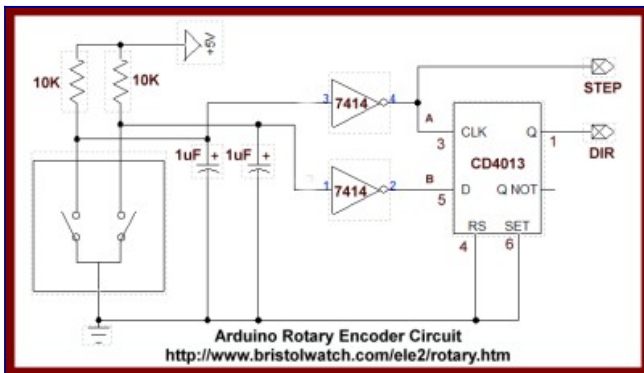 +5V
10K
10K
3
7414
4
STEP
A
CLK
Q
3
1
DIR
CD4013
1uF +
1uF +
1
7414
2
B
D
Q NOT
5
RS
SET
4
6
Arduino Rotary Encoder Circuit
http://www.bristolwatch.com/ele2/rotary.htm